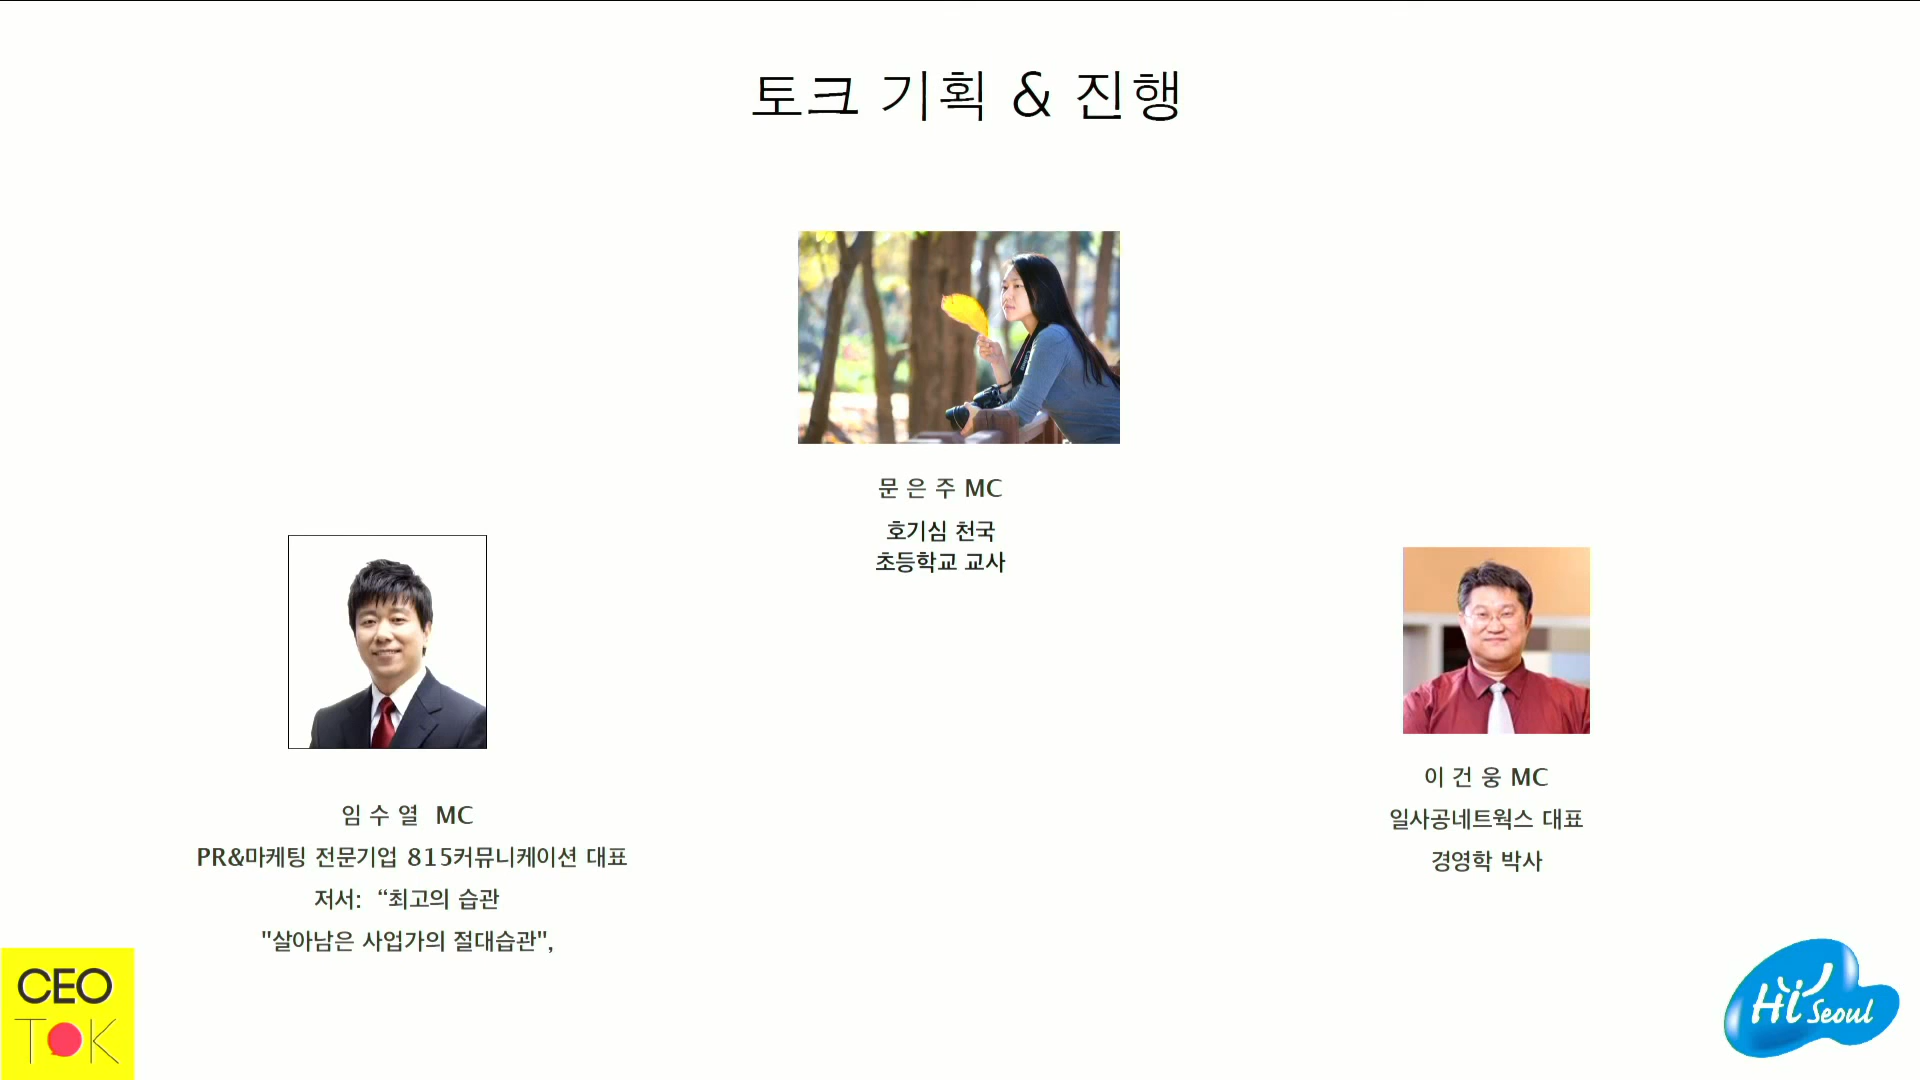 토크 기획 & 진행
문 은 주 MC
호기심 천국
초등학교 교사
임 수 열 MC
PR&마케팅 전문기업 815커뮤니케이션 대표
저서: “최고의 습관
"살아남은 사업가의 절대습관",
이 건 웅 MC
일사공네트웍스 대표
경영학 박사
CEO
TOK
Hi Seoul